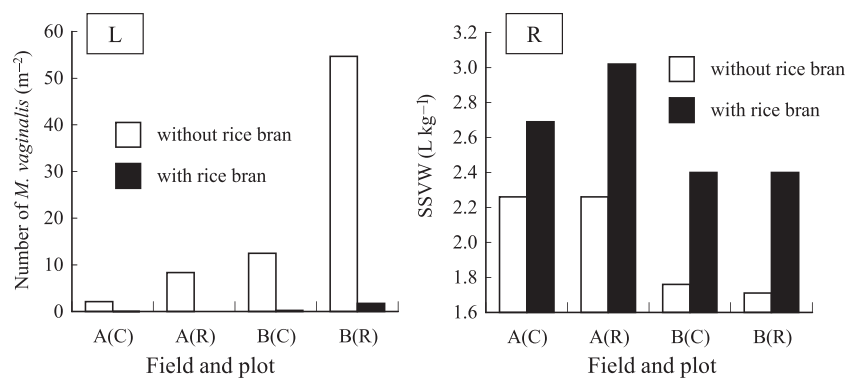 L
60
50
40
30
20
10
0
Number of M. vaginalis (m⁻²)
without rice bran
with rice bran
A(C) A(R) B(C) B(R)
Field and plot
R
3.2
3.0
2.8
2.6
2.4
2.2
2.0
1.8
1.6
SSVW (L kg⁻¹)
without rice bran
with rice bran
A(C) A(R) B(C) B(R)
Field and plot